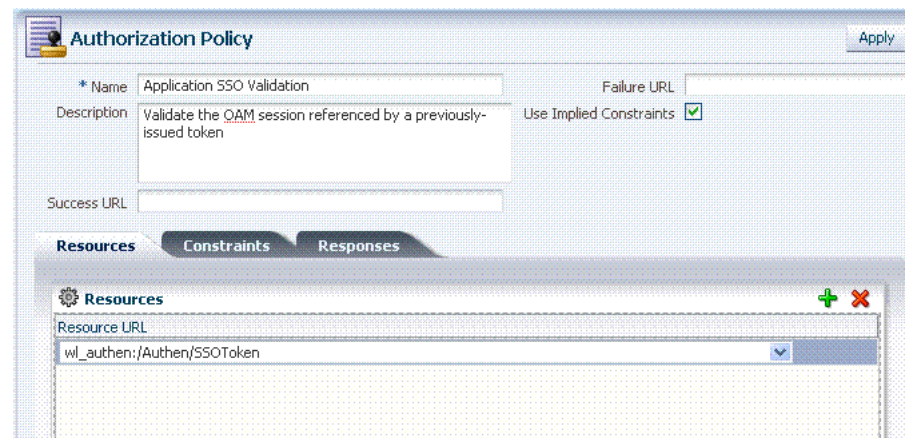 Authorization Policy
Apply
* Name Application SSO Validation
Failure URL
Description Validate the OAM session referenced by a previously-
issued token
Use Implied Constraints
Success URL
Resources Constraints Responses
Resources
Resource URL
wl_authen:/Authen/SSOToken